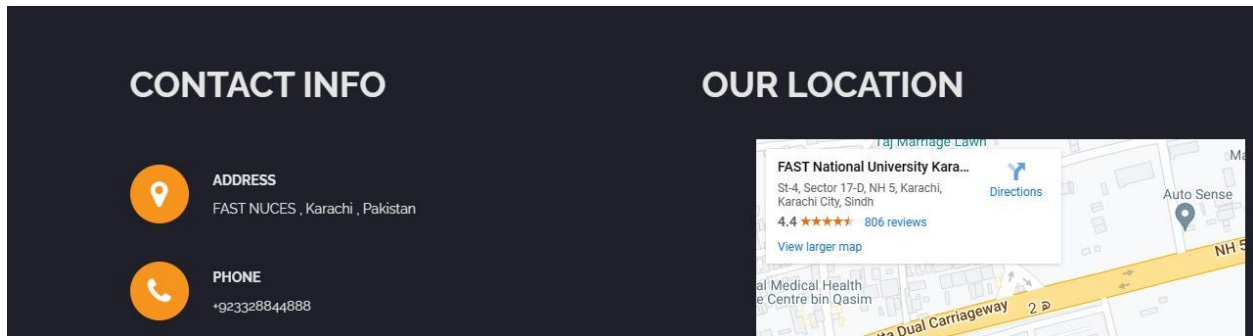 CONTACT INFO
ADDRESS
FAST NUCES , Karachi , Pakistan
PHONE
+923328844888
OUR LOCATION
Taj Marriage Lawn
FAST National University Kara...
St-4, Sector 17-D, NH 5, Karachi,
Karachi City, Sindh
4.4
806 reviews
View larger map
Directions
Auto Sense
NH 5
al Medical Health
e Centre bin Qasim
Dual Carriageway